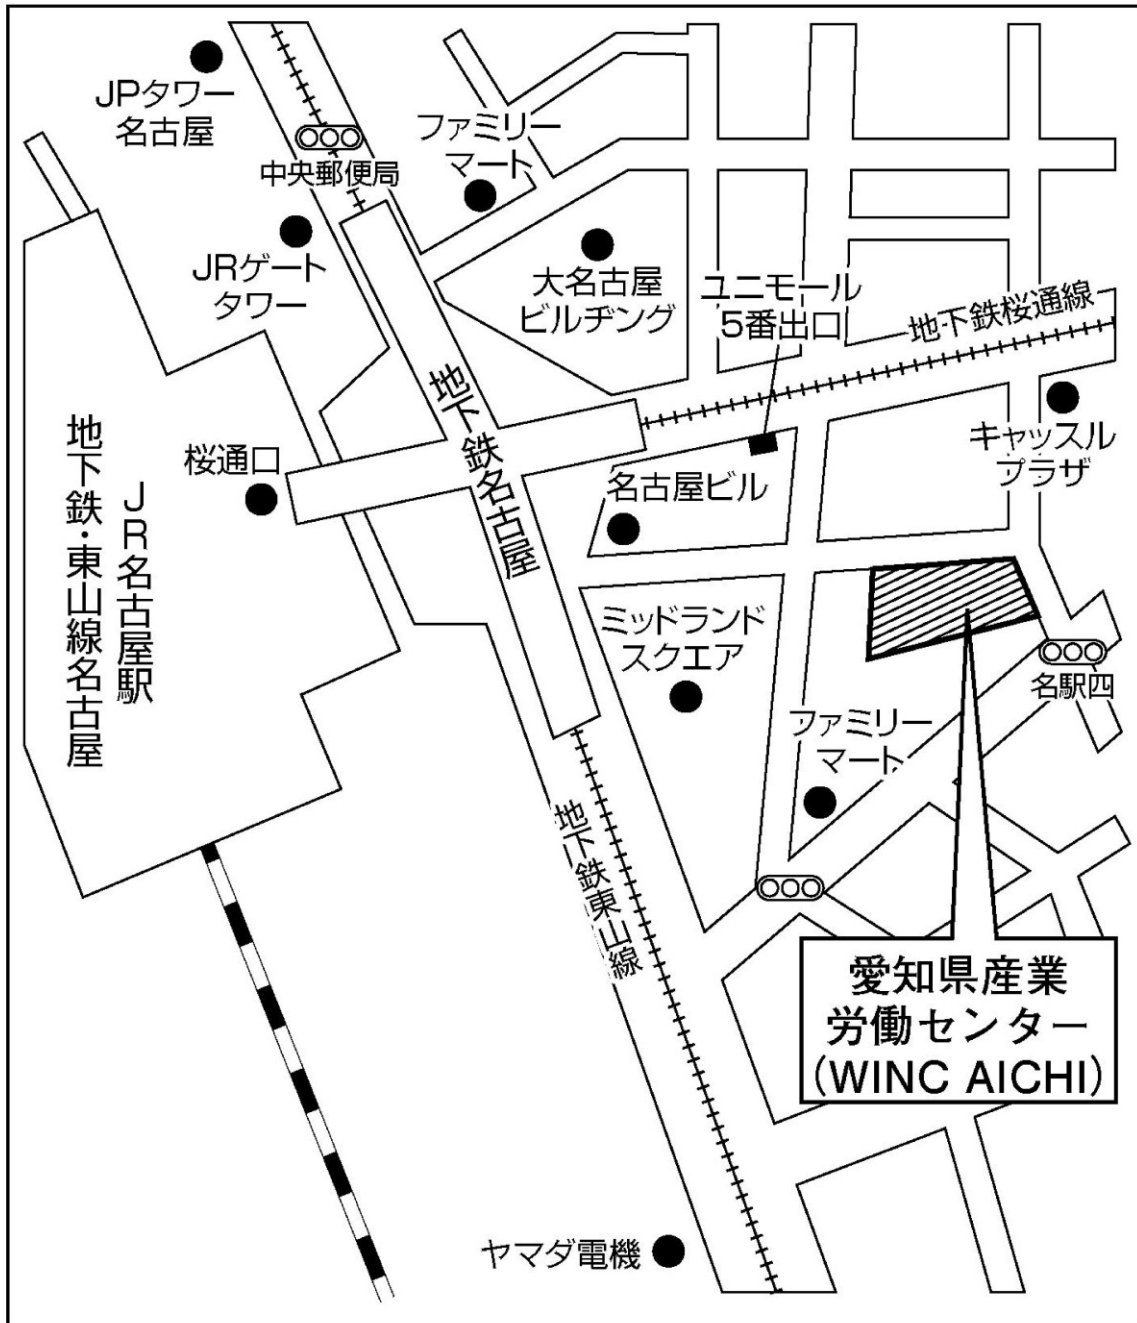 JPタワー
名古屋
中央郵便局
ファミリー
マート
JRゲート
タワー
大名古屋
ビルヂング
ユニモール
5番出口
地下鉄桜通線
キャッスル
プラザ
桜通口
地下鉄名古屋
名古屋ビル
JR名古屋駅
地下鉄・東山線名古屋
ミッドランド
スクエア
名駅四
ファミリー
マート
地下鉄東山線
愛知県産業
労働センター
(WINC AICHI)
ヤマダ電機